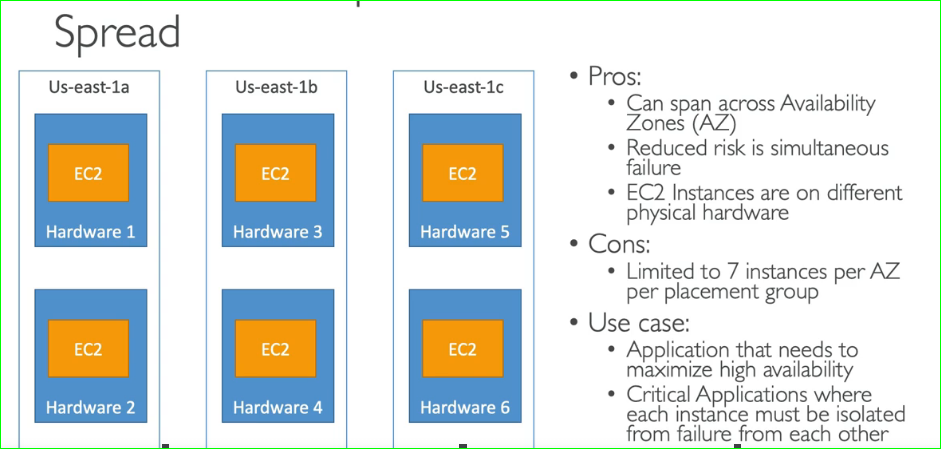 Spread
Us-east-1a
Us-east-1b
Us-east-1c
EC2
EC2
EC2
Hardware 1
Hardware 3
Hardware 5
EC2
EC2
EC2
Hardware 2
Hardware 4
Hardware 6
• Pros:
• Can span across Availability
Zones (AZ)
• Reduced risk is simultaneous
failure
• EC2 Instances are on different
physical hardware
• Cons:
• Limited to 7 instances per AZ
per placement group
• Use case:
• Application that needs to
maximize high availability
• Critical Applications where
each instance must be isolated
from failure from each other